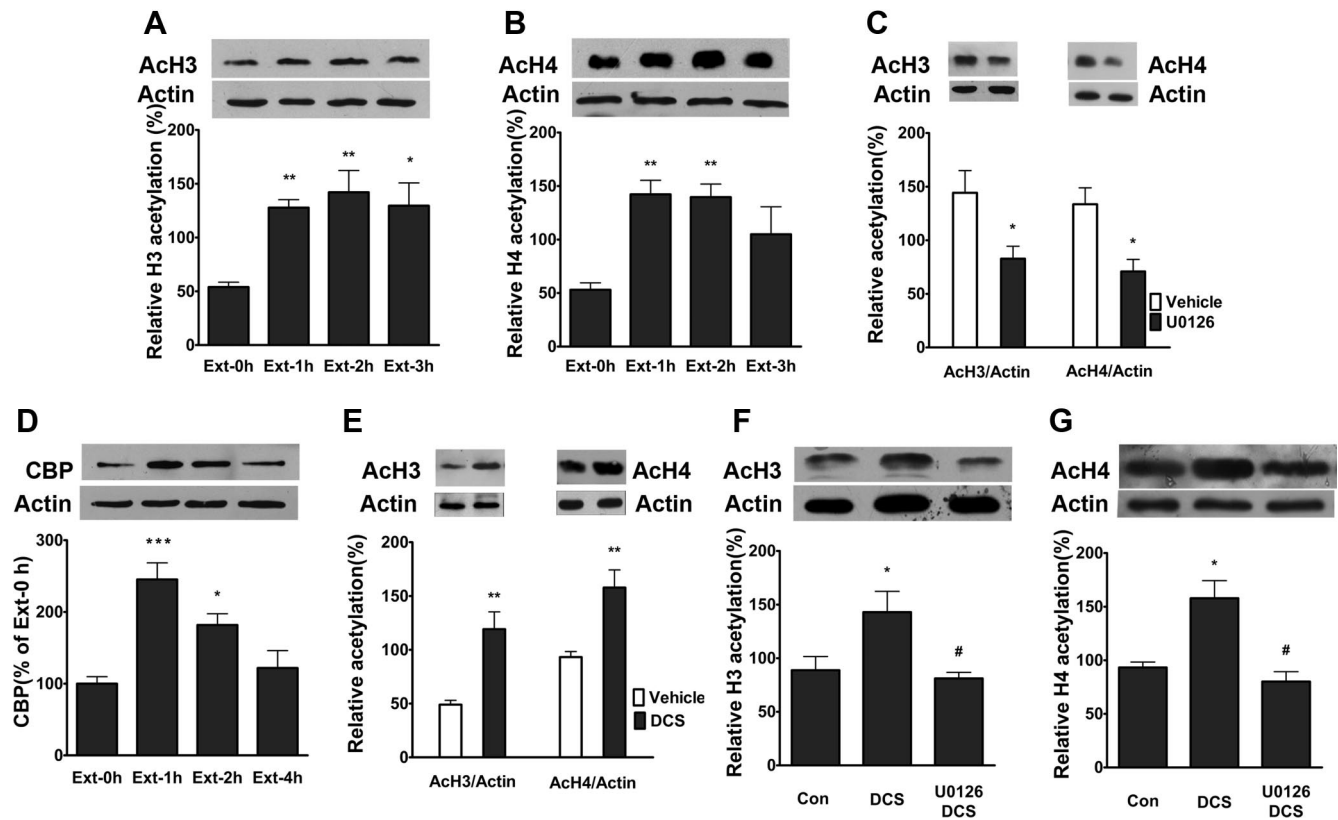 A
AcH3
Actin
Relative H3 acetylation (%)
200
150
100
50
0
** ** *
Ext-0h Ext-1h Ext-2h Ext-3h
B
AcH4
Actin
Relative H4 acetylation(%)
200
150
100
50
0
** **
Ext-0h Ext-1h Ext-2h Ext-3h
C
AcH3
Actin
AcH4
Actin
Relative acetylation(%)
200
150
100
50
0
* *
Vehicle
U0126
AcH3/Actin AcH4/Actin
D
CBP
Actin
CBP(% of Ext-0 h)
300
200
100
0
*** *
Ext-0h Ext-1h Ext-2h Ext-4h
E
AcH3
Actin
AcH4
Actin
Relative acetylation(%)
200
150
100
50
0
** **
Vehicle
DCS
AcH3/Actin AcH4/Actin
F
AcH3
Actin
Relative H3 acetylation(%)
200
150
100
50
0
* #
Con DCS U0126
DCS
G
AcH4
Actin
Relative H4 acetylation(%)
200
150
100
50
0
* #
Con DCS U0126
DCS